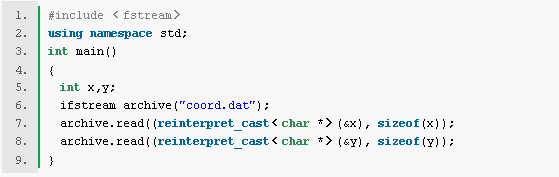 1. #include <fstream>
2. using namespace std;
3. int main()
4. {
5. int x,y;
6. ifstream archive("coord.dat");
7. archive.read((reinterpret_cast<char *>(&x), sizeof(x));
8. archive.read((reinterpret_cast<char *>(&y), sizeof(y));
9. }